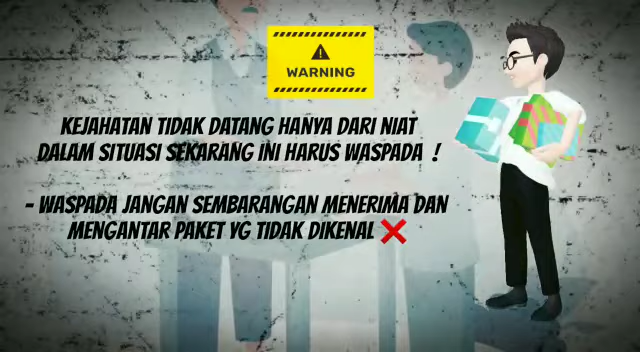 WARNING
KEJAHATAN TIDAK DATANG HANYA DARI NIAT
DALAM SITUASI SEKARANG INI HARUS WASPADA !
- WASPADA JANGAN SEMBARANGAN MENERIMA DAN
MENGANTAR PAKET YG TIDAK DIKENAL ❌